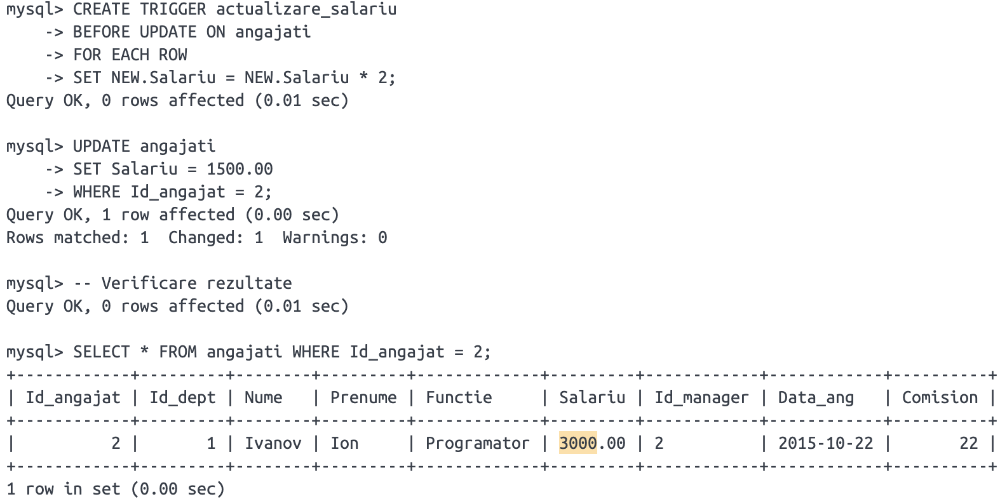 mysql> CREATE TRIGGER actualizare_salariu
    -> BEFORE UPDATE ON angajati
    -> FOR EACH ROW
    -> SET NEW.Salariu = NEW.Salariu * 2;
Query OK, 0 rows affected (0.01 sec)

mysql> UPDATE angajati
    -> SET Salariu = 1500.00
    -> WHERE Id_angajat = 2;
Query OK, 1 row affected (0.00 sec)
Rows matched: 1  Changed: 1  Warnings: 0

mysql> -- Verificare rezultate
Query OK, 0 rows affected (0.01 sec)

mysql> SELECT * FROM angajati WHERE Id_angajat = 2;
+------------+---------+--------+---------+-------------+---------+------------+------------+----------+
| Id_angajat | Id_dept | Nume   | Prenume | Functie     | Salariu | Id_manager | Data_ang   | Comision |
+------------+---------+--------+---------+-------------+---------+------------+------------+----------+
|          2 |       1 | Ivanov | Ion     | Programator | 3000.00 | 2          | 2015-10-22 |       22 |
+------------+---------+--------+---------+-------------+---------+------------+------------+----------+
1 row in set (0.00 sec)